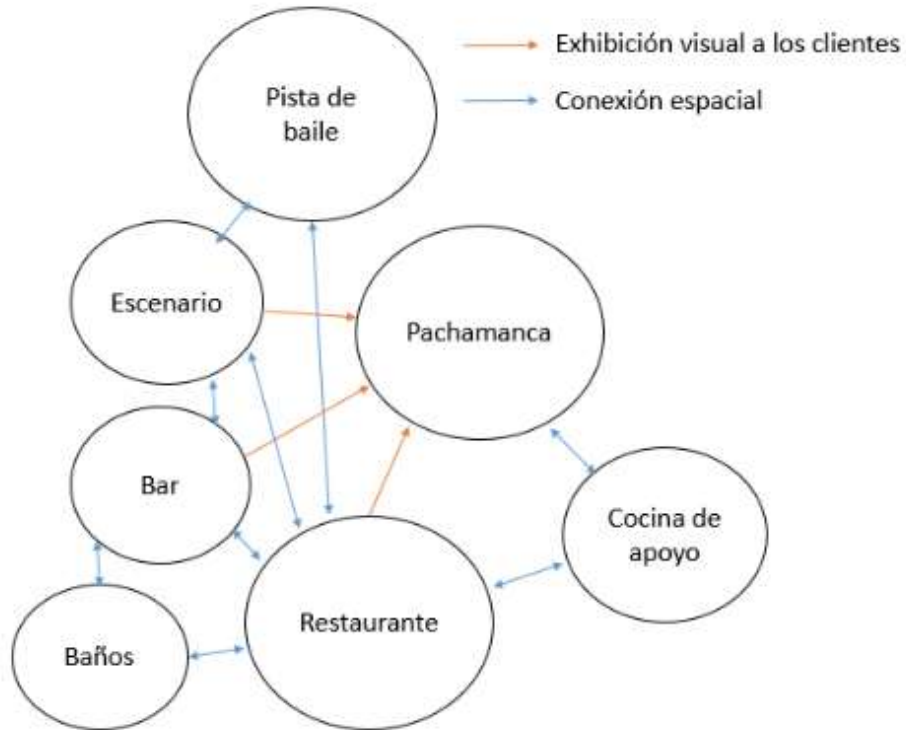 Exhibición visual a los clientes
Conexión espacial
Pista de
baile
Escenario
Pachamanca
Bar
Cocina de
apoyo
Restaurante
Baños